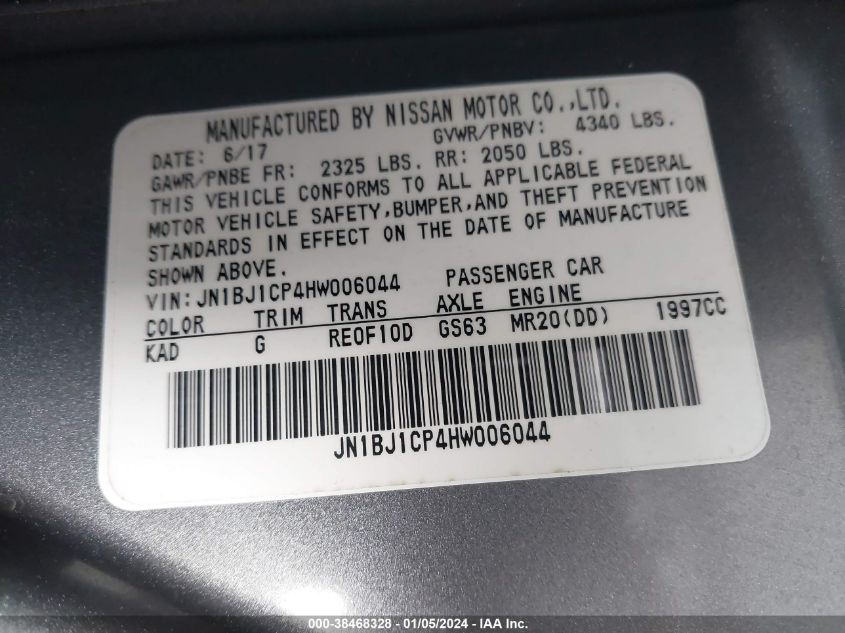 MANUFACTURED BY NISSAN MOTOR CO.,LTD.
DATE: 6/17 GVWR/PNBV: 4340 LBS.
GAWR/PNBE FR: 2325 LBS. RR: 2050 LBS.
THIS VEHICLE CONFORMS TO ALL APPLICABLE FEDERAL
MOTOR VEHICLE SAFETY,BUMPER,AND THEFT PREVENTION
STANDARDS IN EFFECT ON THE DATE OF MANUFACTURE
SHOWN ABOVE.
VIN:JN1BJ1CP4HW006044 PASSENGER CAR
COLOR TRIM TRANS AXLE ENGINE
KAD G RE0F10D GS63 MR20(DD) 1997CC
JN1BJ1CP4HW006044
000-38468328 - 01/05/2024 - IAA Inc.